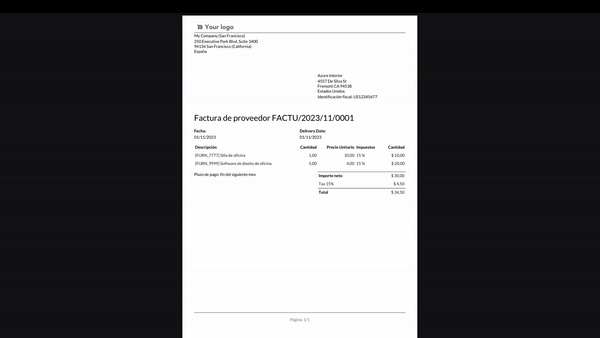 Your logo
My Company (San Francisco)
250 Executive Park Blvd, Suite 3400
94134 San Francisco (California)
España
Azure Interior
4557 De Silva St
Fremont CA 94538
Estados Unidos
Identificación fiscal: US12345677
Factura de proveedor FACTU/2023/11/0001
Fecha: Delivery Date:
01/11/2023 01/11/2023
Descripción Cantidad Precio Unitario Impuestos Cantidad
[FURN_7777] Silla de oficina 1,00 10,00 15 % $ 10,00
[FURN_9999] Software de diseño de oficina 5,00 4,00 15 % $ 20,00
Plazo de pago: fin del siguiente mes
Importe neto $ 30,00
Tax 15% $ 4,50
Total $ 34,50
Página: 1/1